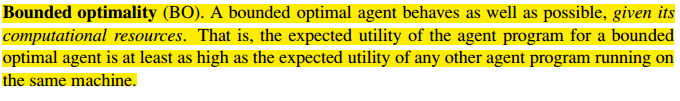 Bounded optimality (BO). A bounded optimal agent behaves as well as possible, given its
computational resources. That is, the expected utility of the agent program for a bounded
optimal agent is at least as high as the expected utility of any other agent program running on
the same machine.